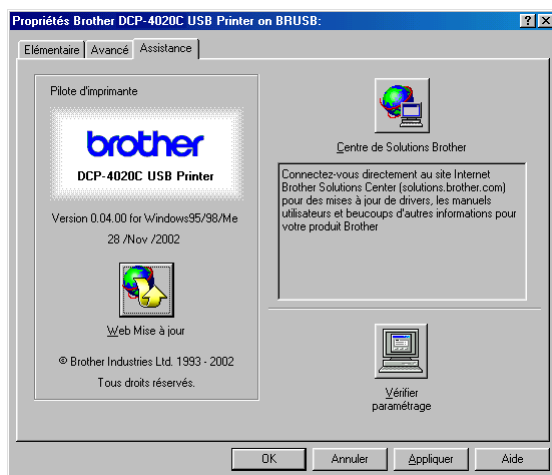 Propriétés Brother DCP-4020C USB Printer on BRUSB:
Elémentaire
Avancé
Assistance
Pilote d'imprimante
brother
DCP-4020C USB Printer
Version 0.04.00 for Windows95/98/Me
28 /Nov /2002
Web Mise à jour
© Brother Industries Ltd. 1993 - 2002
Tous droits réservés.
Centre de Solutions Brother
Connectez-vous directement au site Internet
Brother Solutions Center (solutions.brother.com)
pour des mises à jour de drivers, les manuels
utilisateurs et beucoups d'autres informations pour
votre produit Brother
Vérifier
paramétrage
OK
Annuler
Appliquer
Aide